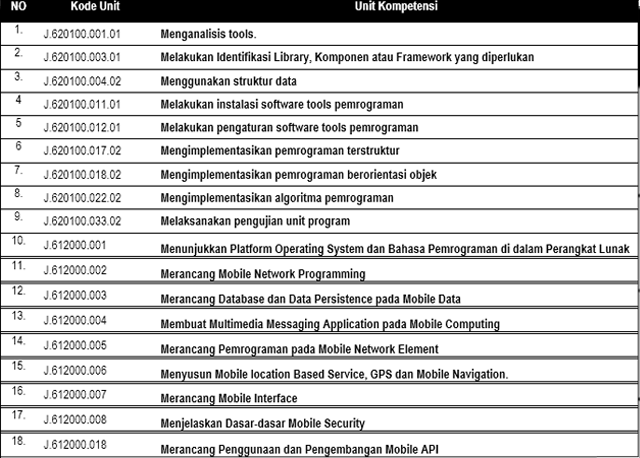 NO Kode Unit Unit Kompetensi
1. J.620100.001.01 Menganalisis tools.
2. J.620100.003.01 Melakukan Identifikasi Library, Komponen atau Framework yang diperlukan
3. J.620100.004.02 Menggunakan struktur data
4 J.620100.011.01 Melakukan instalasi software tools pemrograman
5 J.620100.012.01 Melakukan pengaturan software tools pemrograman
6 J.620100.017.02 Mengimplementasikan pemrograman terstruktur
7. J.620100.018.02 Mengimplementasikan pemrograman berorientasi objek
8. J.620100.022.02 Mengimplementasikan algoritma pemrograman
9. J.620100.033.02 Melaksanakan pengujian unit program
10. J.612000.001 Menunjukkan Platform Operating System dan Bahasa Pemrograman di dalam Perangkat Lunak
11. J.612000.002 Merancang Mobile Network Programming
12. J.612000.003 Merancang Database dan Data Persistence pada Mobile Data
13. J.612000.004 Membuat Multimedia Messaging Application pada Mobile Computing
14. J.612000.005 Merancang Pemrograman pada Mobile Network Element
15. J.612000.006 Menyusun Mobile location Based Service, GPS dan Mobile Navigation.
16. J.612000.007 Merancang Mobile Interface
17. J.612000.008 Menjelaskan Dasar-dasar Mobile Security
18. J.612000.018 Merancang Penggunaan dan Pengembangan Mobile API